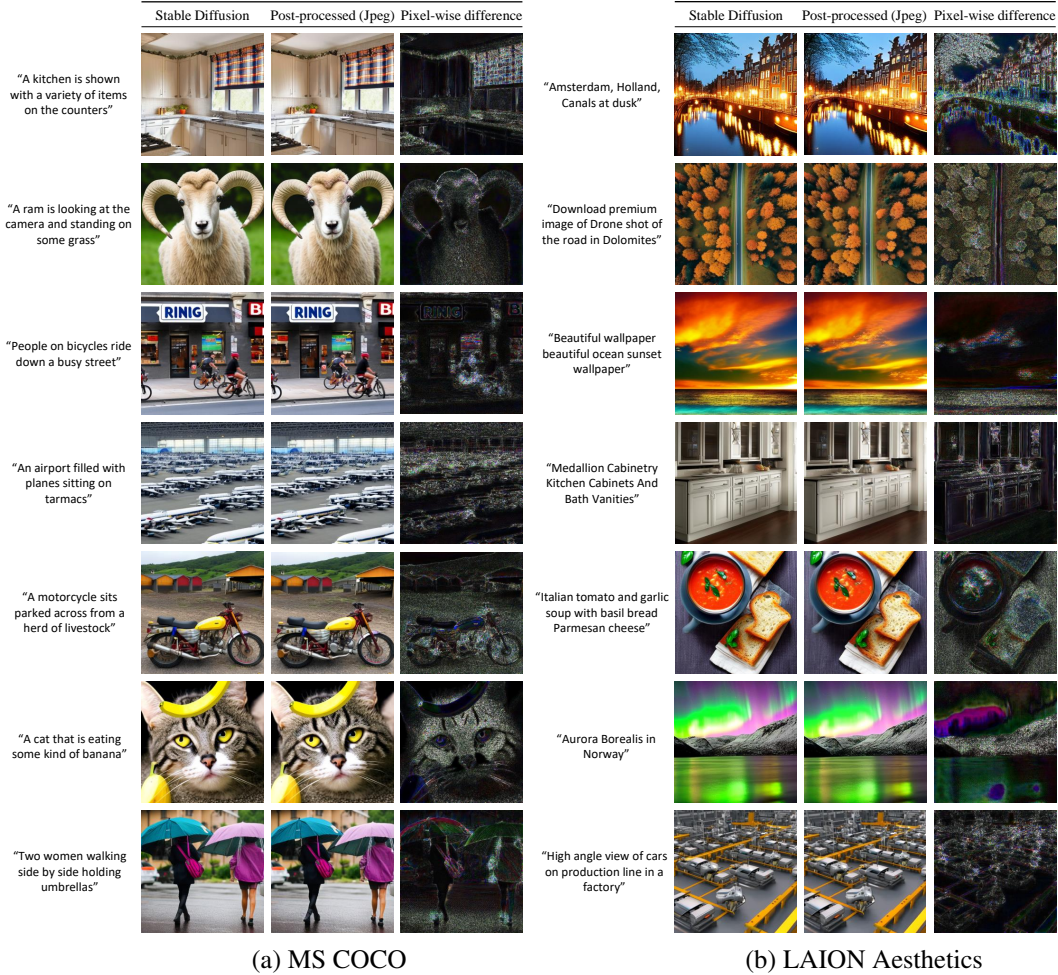 Stable Diffusion Post-processed (Jpeg) Pixel-wise difference
“A kitchen is shown
with a variety of items
on the counters”
“A ram is looking at the
camera and standing on
some grass”
RINIG
BI
RINIG
BI
RINIG
“People on bicycles ride
down a busy street”
“An airport filled with
planes sitting on
tarmacs”
“A motorcycle sits
parked across from a
herd of livestock”
“A cat that is eating
some kind of banana”
“Two women walking
side by side holding
umbrellas”
(a) MS COCO
Stable Diffusion Post-processed (Jpeg) Pixel-wise difference
“Amsterdam, Holland,
Canals at dusk”
“Download premium
image of Drone shot of
the road in Dolomites”
“Beautiful wallpaper
beautiful ocean sunset
wallpaper”
“Medallion Cabinetry
Kitchen Cabinets And
Bath Vanities”
“Italian tomato and garlic
soup with basil bread
Parmesan cheese”
“Aurora Borealis in
Norway”
“High angle view of cars
on production line in a
factory”
(b) LAION Aesthetics